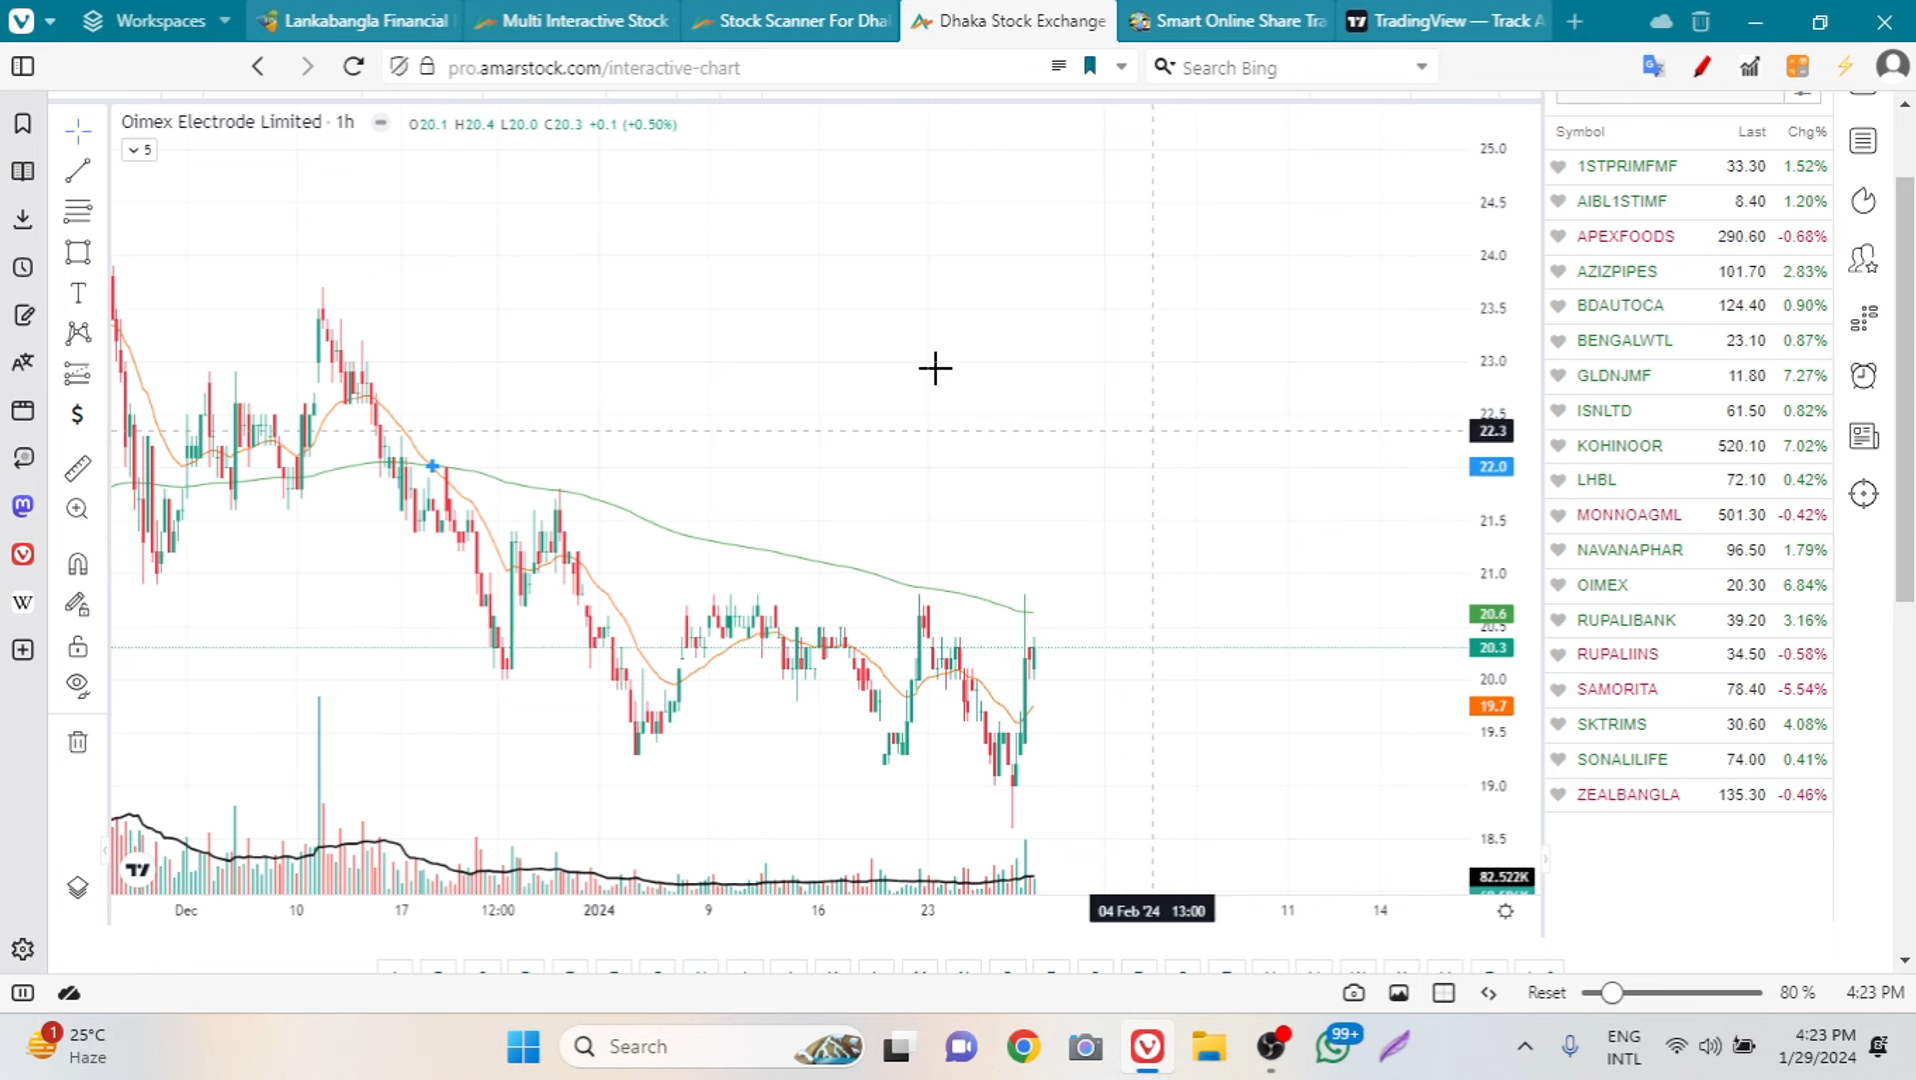 Workspaces
Lankabangla Financial
Multi Interactive Stock
Stock Scanner For Dha
Dhaka Stock Exchange
Smart Online Share Tra
TradingView — Track A
pro.amarstock.com/interactive-chart
Search Bing
Oimex Electrode Limited · 1h
O20.1 H20.4 L20.0 C20.3 +0.1 (+0.50%)
5
25.0
24.5
24.0
23.5
23.0
22.5
22.3
22.0
21.5
21.0
20.6
20.5
20.3
20.0
19.7
19.5
19.0
18.5
82.522K
Dec 10 17 12:00 2024 9 16 23 04 Feb '24 13:00 11 14
Symbol Last Chg%
1STPRIMFMF 33.30 1.52%
AIBL1STIMF 8.40 1.20%
APEXFOODS 290.60 -0.68%
AZIZPIPES 101.70 2.83%
BDAUTOCA 124.40 0.90%
BENGALWTL 23.10 0.87%
GLDNJMF 11.80 7.27%
ISNLTD 61.50 0.82%
KOHINOOR 520.10 7.02%
LHBL 72.10 0.42%
MONNOAGML 501.30 -0.42%
NAVANAPHAR 96.50 1.79%
OIMEX 20.30 6.84%
RUPALIBANK 39.20 3.16%
RUPALIINS 34.50 -0.58%
SAMORITA 78.40 -5.54%
SKTRIMS 30.60 4.08%
SONALILIFE 74.00 0.41%
ZEALBANGLA 135.30 -0.46%
Reset 80 % 4:23 PM
1
25°C
Haze
Search
99+
ENG
INTL
4:23 PM
1/29/2024